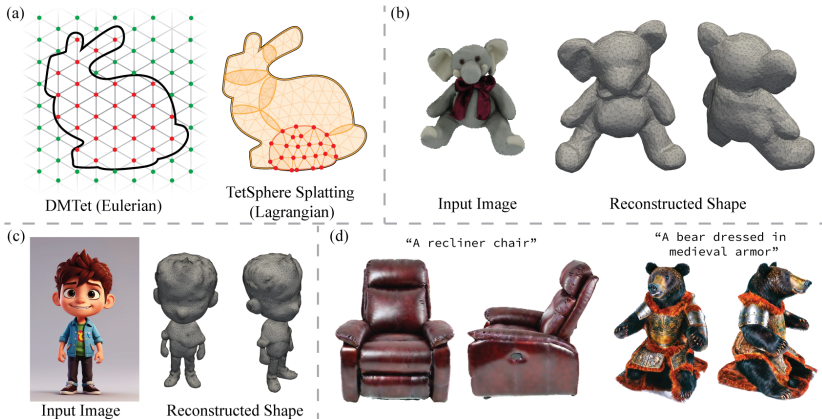 (a)
DMTet (Eulerian)
TetSphere Splatting
(Lagrangian)
(b)
Input Image
Reconstructed Shape
(c)
Input Image
Reconstructed Shape
(d)
“A recliner chair”
“A bear dressed in
medieval armor”